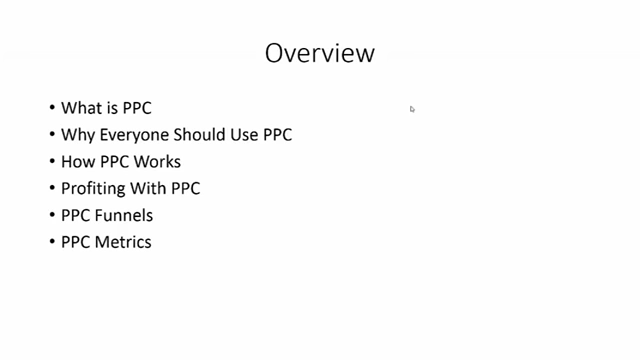 Overview
• What is PPC
• Why Everyone Should Use PPC
• How PPC Works
• Profiting With PPC
• PPC Funnels
• PPC Metrics